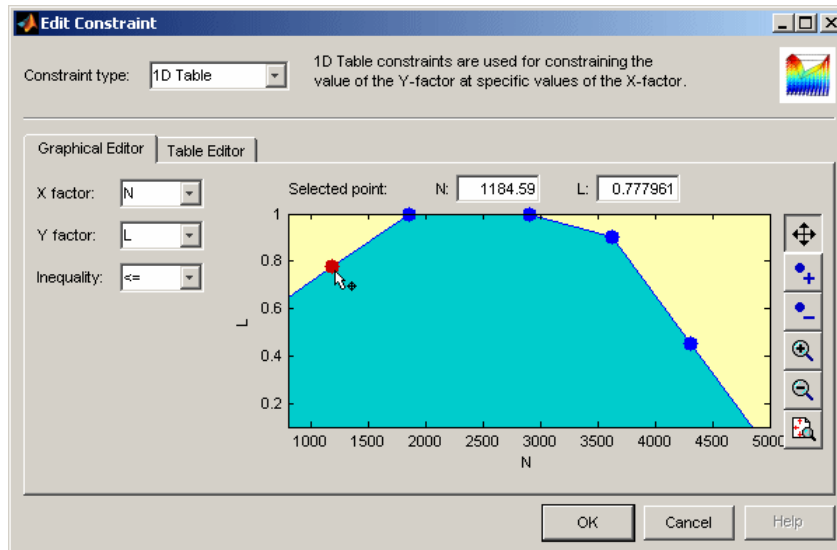 Edit Constraint
Constraint type: 1D Table
1D Table constraints are used for constraining the
value of the Y-factor at specific values of the X-factor.
Graphical Editor Table Editor
X factor: N
Y factor: L
Inequality: <=
Selected point: N: 1184.59 L: 0.777961
1
0.8
0.6
0.4
0.2
L
1000 1500 2000 2500 3000 3500 4000 4500 5000
N
OK Cancel Help